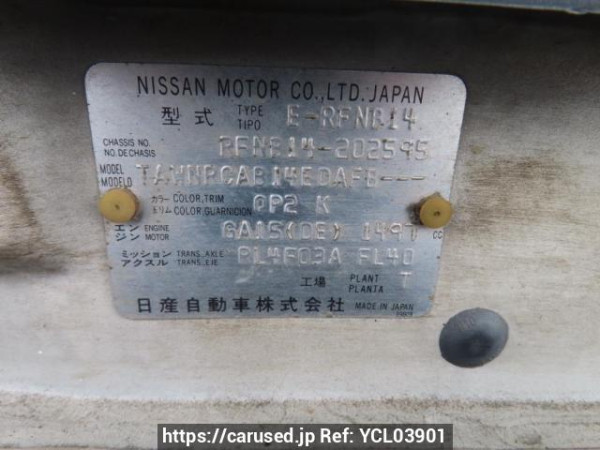 NISSAN MOTOR CO.,LTD.JAPAN
型式 TYPE TIPO E-RFNB14
CHASSIS NO. NO.DE CHASIS RFNB14-202595
MODEL MODELO
カラー COLOR,TRIM トリム COLOR,GUARNICION QP2 K
エンジン ENGINE MOTOR GA15(DE) 1497 CC
ミッション TRANS.,AXLE アクスル TRANS.,EJE RL4F03A FL40
工場 PLANT PLANTA T
日産自動車株式会社 MADE IN JAPAN
https://carused.jp Ref: YCL03901